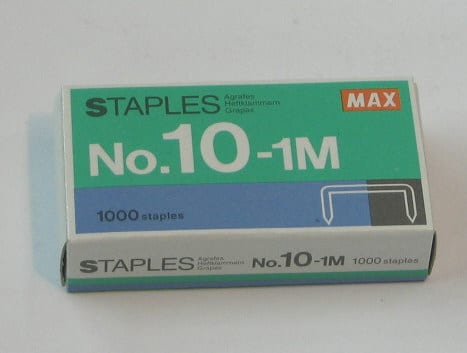 STAPLES
Agrafes
Heftklammern
Grapas
MAX
No.10-1M
1000 staples
STAPLES
Agrafes
Heftklammern
Grapas
No.10-1M 1000 staples